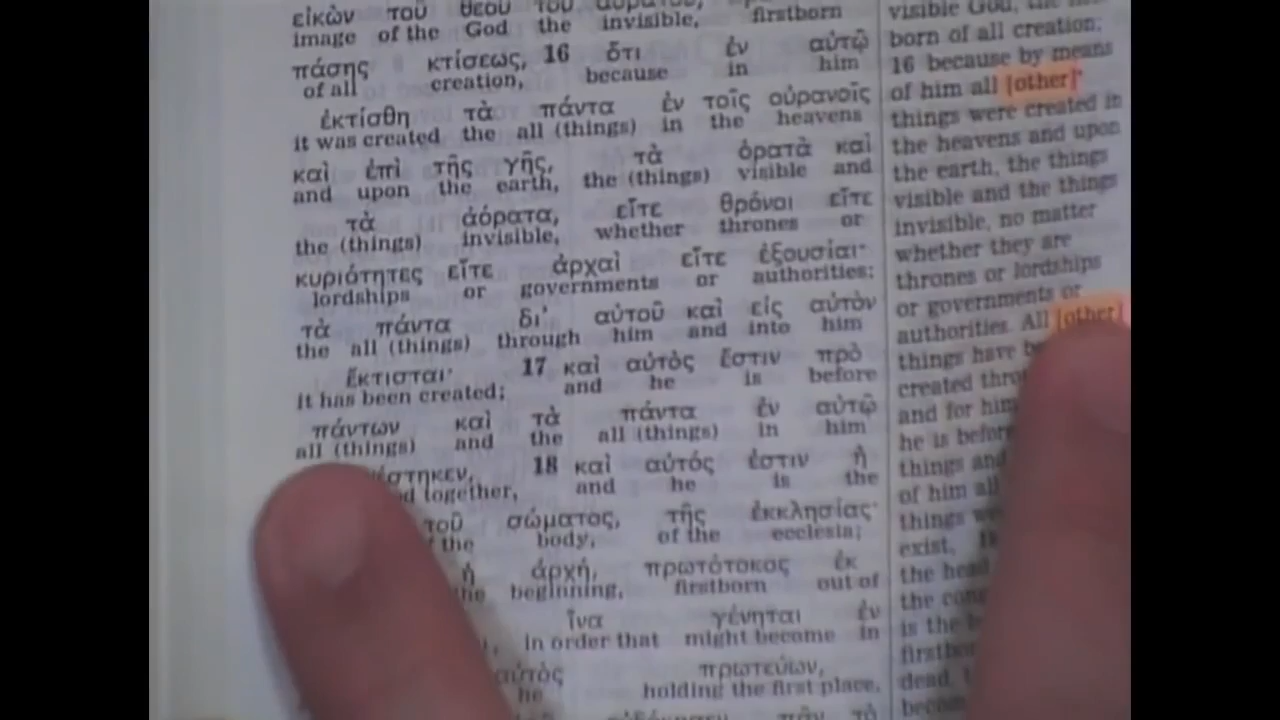 εἰκὼν τοῦ θεοῦ τοῦ ἀοράτου,
image of the God the invisible, firstborn
πάσης κτίσεως, 16 ὅτι ἐν αὐτῷ
of all creation, because in him
ἐκτίσθη τὰ πάντα ἐν τοῖς οὐρανοῖς
it was created the all (things) in the heavens
καὶ ἐπὶ τῆς γῆς, τὰ ὁρατὰ καὶ
and upon the earth, the (things) visible and
τὰ ἀόρατα, εἴτε θρόνοι εἴτε
the (things) invisible, whether thrones or
κυριότητες εἴτε ἀρχαὶ εἴτε ἐξουσίαι·
lordships or governments or authorities;
τὰ πάντα δι' αὐτοῦ καὶ εἰς αὐτὸν
the all (things) through him and into him
ἔκτισται· 17 καὶ αὐτὸς ἔστιν πρὸ
it has been created; and he is before
πάντων καὶ τὰ πάντα ἐν αὐτῷ
all (things) and the all (things) in him
18 καὶ αὐτός ἐστιν ἡ
together, and he is the
τοῦ σώματος, τῆς ἐκκλησίας·
the body, of the ecclesia;
ἡ ἀρχή, πρωτότοκος ἐκ
the beginning, firstborn out of
ἵνα γένηται ἐν
in order that might become in
αὐτὸς πρωτεύων,
he holding the first place,
visible God, the
born of all creation;
16 because by means
of him all [other]*
things were created in
the heavens and upon
the earth, the things
visible and the things
invisible, no matter
whether they are
thrones or lordships
or governments or
authorities. All [other]
things have
created
and for him
he is before
things and
of him all
things
exist,
the head
the
is the
dead,